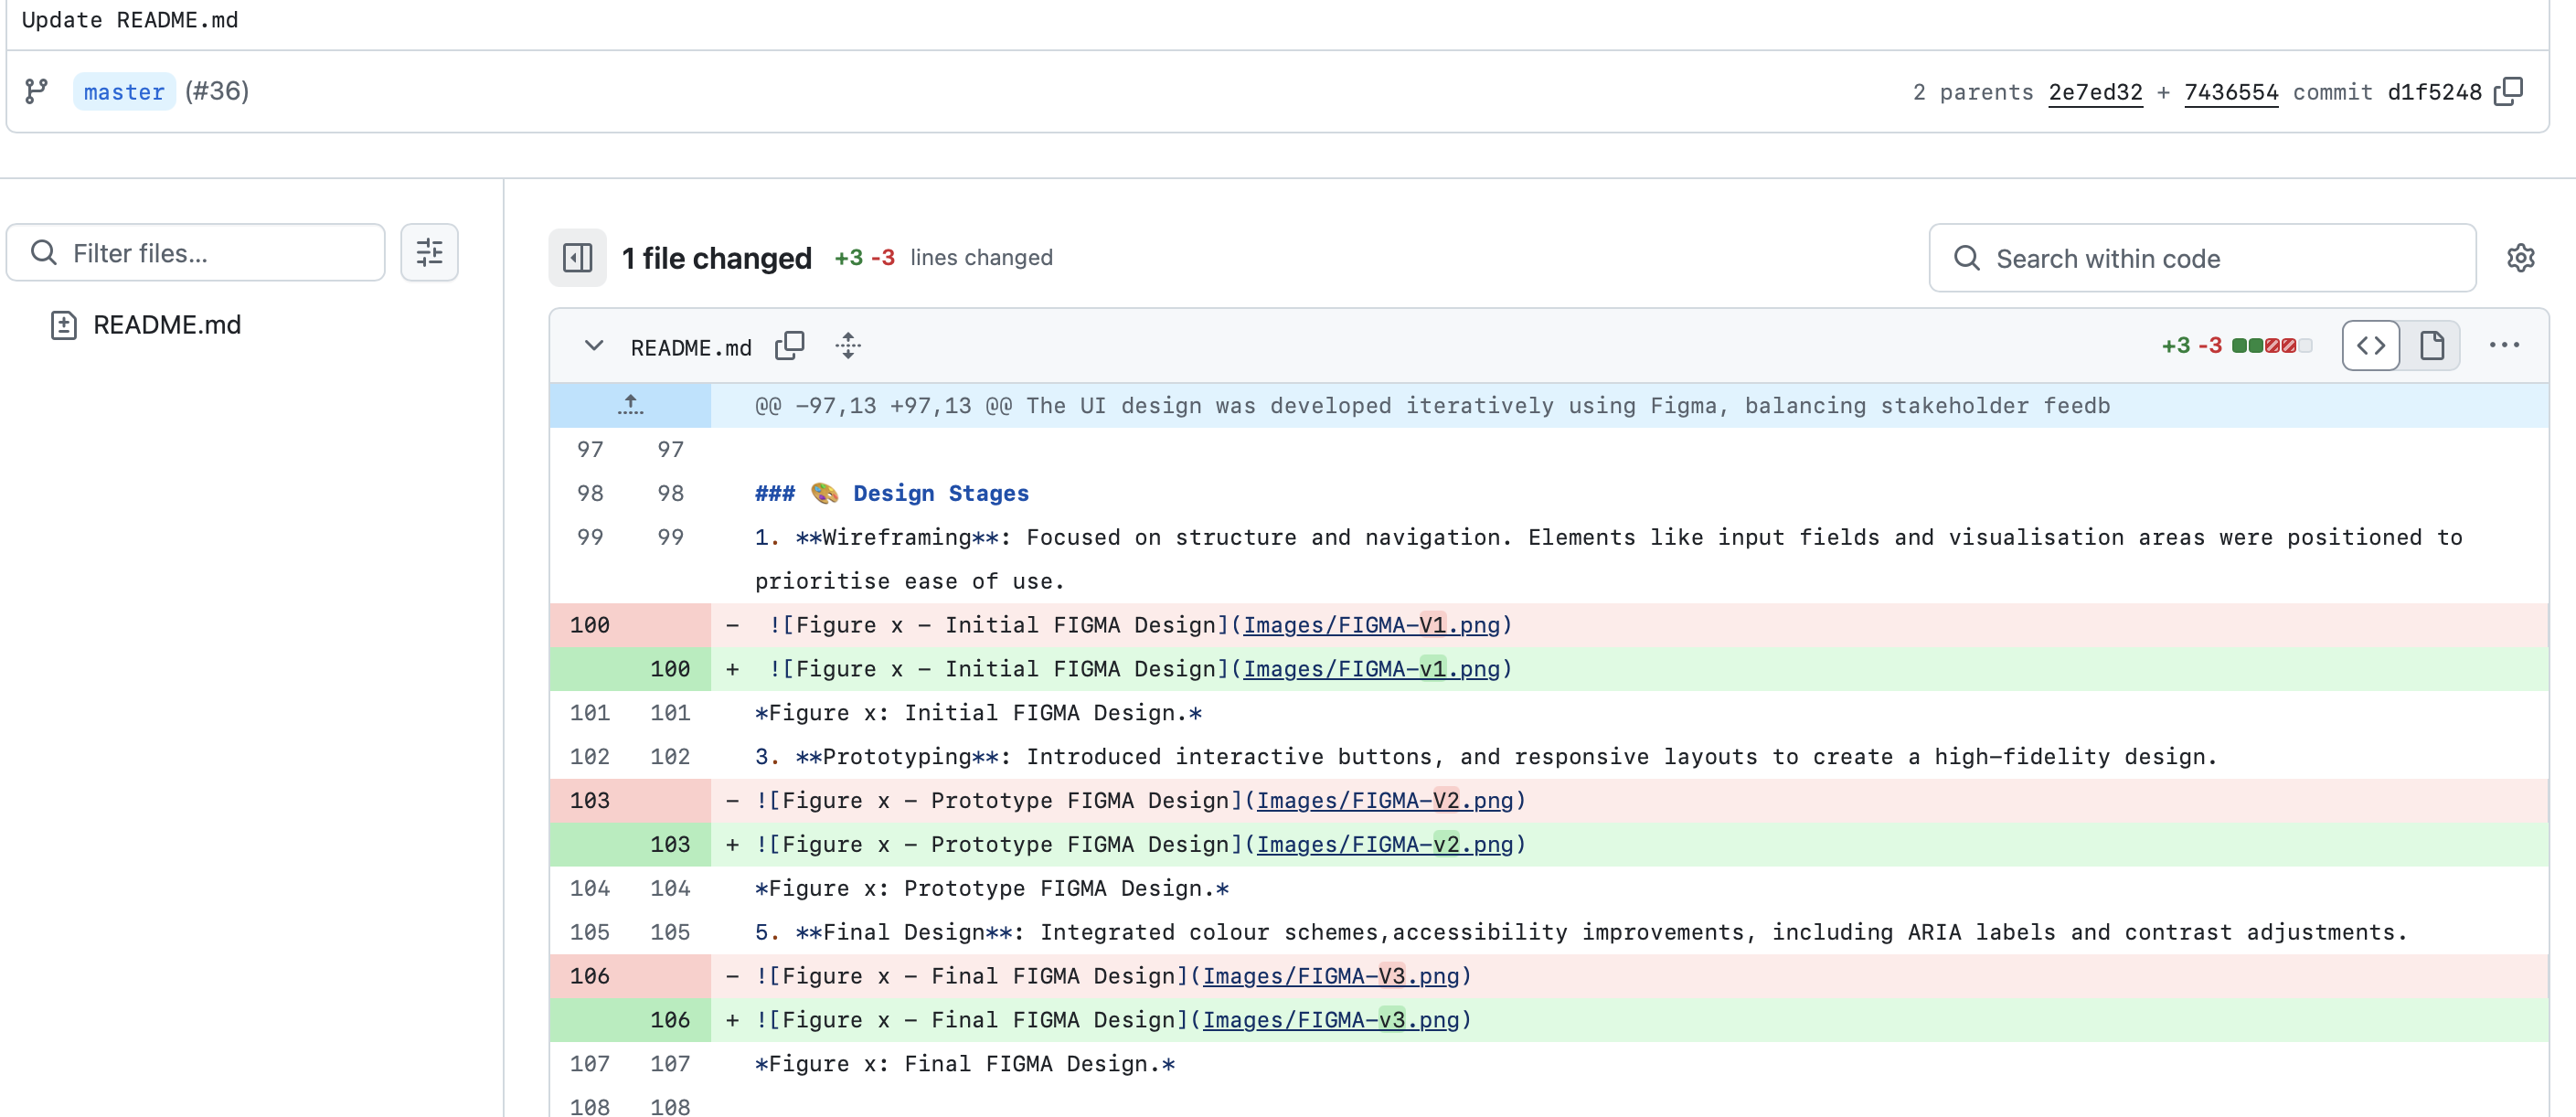 Update README.md
master (#36)
2 parents 2e7ed32 + 7436554 commit d1f5248
Filter files...
README.md
1 file changed +3 -3 lines changed
Search within code
README.md
+3 -3
@@ -97,13 +97,13 @@ The UI design was developed iteratively using Figma, balancing stakeholder feedb
97 97
98 98 ### 🎨 Design Stages
99 99 1. **Wireframing**: Focused on structure and navigation. Elements like input fields and visualisation areas were positioned to
prioritise ease of use.
100 -  ![Figure x - Initial FIGMA Design](Images/FIGMA-V1.png)
100 +  ![Figure x - Initial FIGMA Design](Images/FIGMA-v1.png)
101 101 *Figure x: Initial FIGMA Design.*
102 102 3. **Prototyping**: Introduced interactive buttons, and responsive layouts to create a high-fidelity design.
103 - ![Figure x - Prototype FIGMA Design](Images/FIGMA-V2.png)
103 + ![Figure x - Prototype FIGMA Design](Images/FIGMA-v2.png)
104 104 *Figure x: Prototype FIGMA Design.*
105 105 5. **Final Design**: Integrated colour schemes,accessibility improvements, including ARIA labels and contrast adjustments.
106 - ![Figure x - Final FIGMA Design](Images/FIGMA-V3.png)
106 + ![Figure x - Final FIGMA Design](Images/FIGMA-v3.png)
107 107 *Figure x: Final FIGMA Design.*
108 108